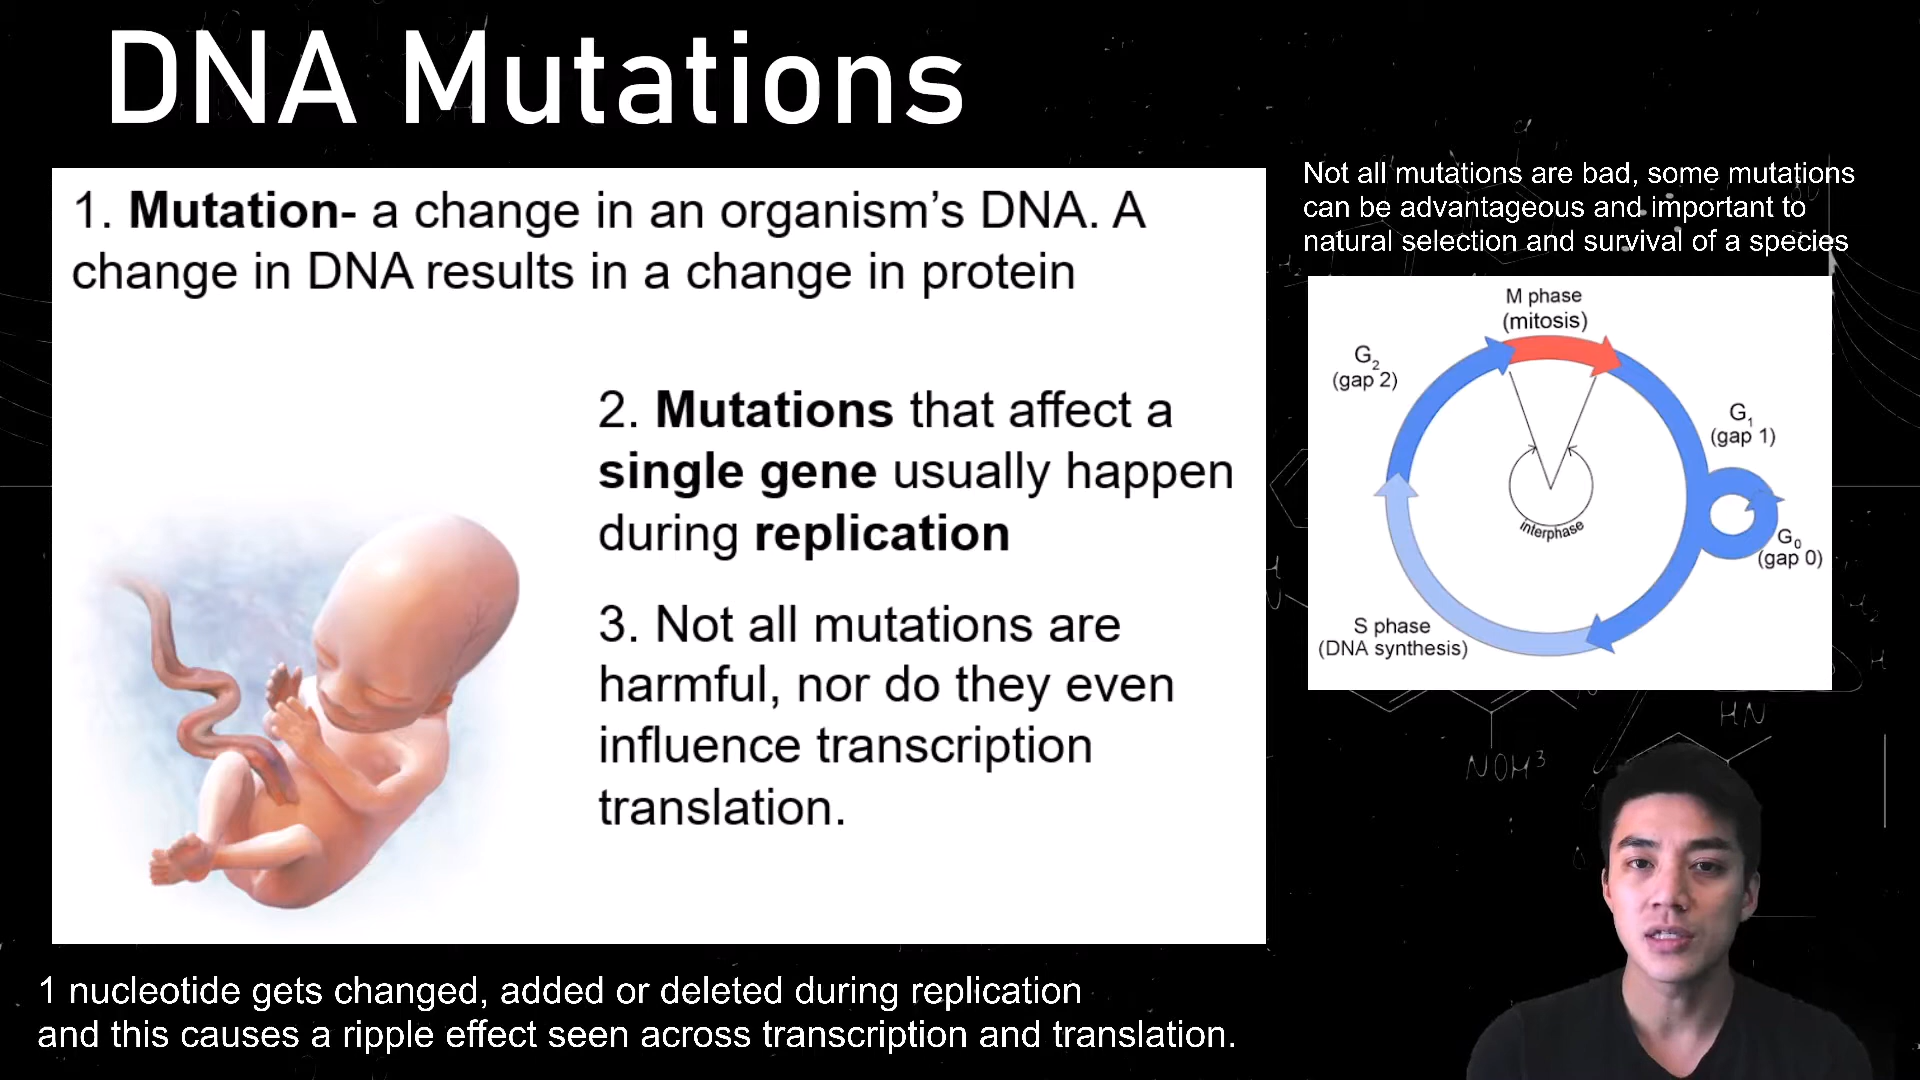 DNA Mutations
1. Mutation- a change in an organism’s DNA. A
change in DNA results in a change in protein
2. Mutations that affect a
single gene usually happen
during replication
3. Not all mutations are
harmful, nor do they even
influence transcription
translation.
1 nucleotide gets changed, added or deleted during replication
and this causes a ripple effect seen across transcription and translation.
Not all mutations are bad, some mutations
can be advantageous and important to
natural selection and survival of a species
M phase
(mitosis)
G2
(gap 2)
G1
(gap 1)
interphase
G0
(gap 0)
S phase
(DNA synthesis)
HN
NOH3
H